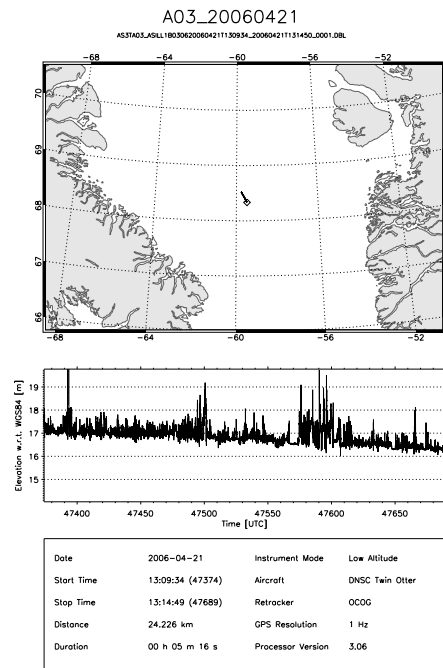 A03_20060421
AS3TA03_ASILL1B030620060421T130934_20060421T131450_0001.DBL
-68 -64 -60 -56 -52
70
69
68
67
66
-68 -64 -60 -56 -52
Elevation w.r.t. WGS84 [m]
19
18
17
16
15
47400 47450 47500 47550 47600 47650
Time [UTC]
Date 2006-04-21 Instrument Mode Low Altitude
Start Time 13:09:34 (47374) Aircraft DNSC Twin Otter
Stop Time 13:14:49 (47689) Retracker OCOG
Distance 24.226 km GPS Resolution 1 Hz
Duration 00 h 05 m 16 s Processor Version 3.06